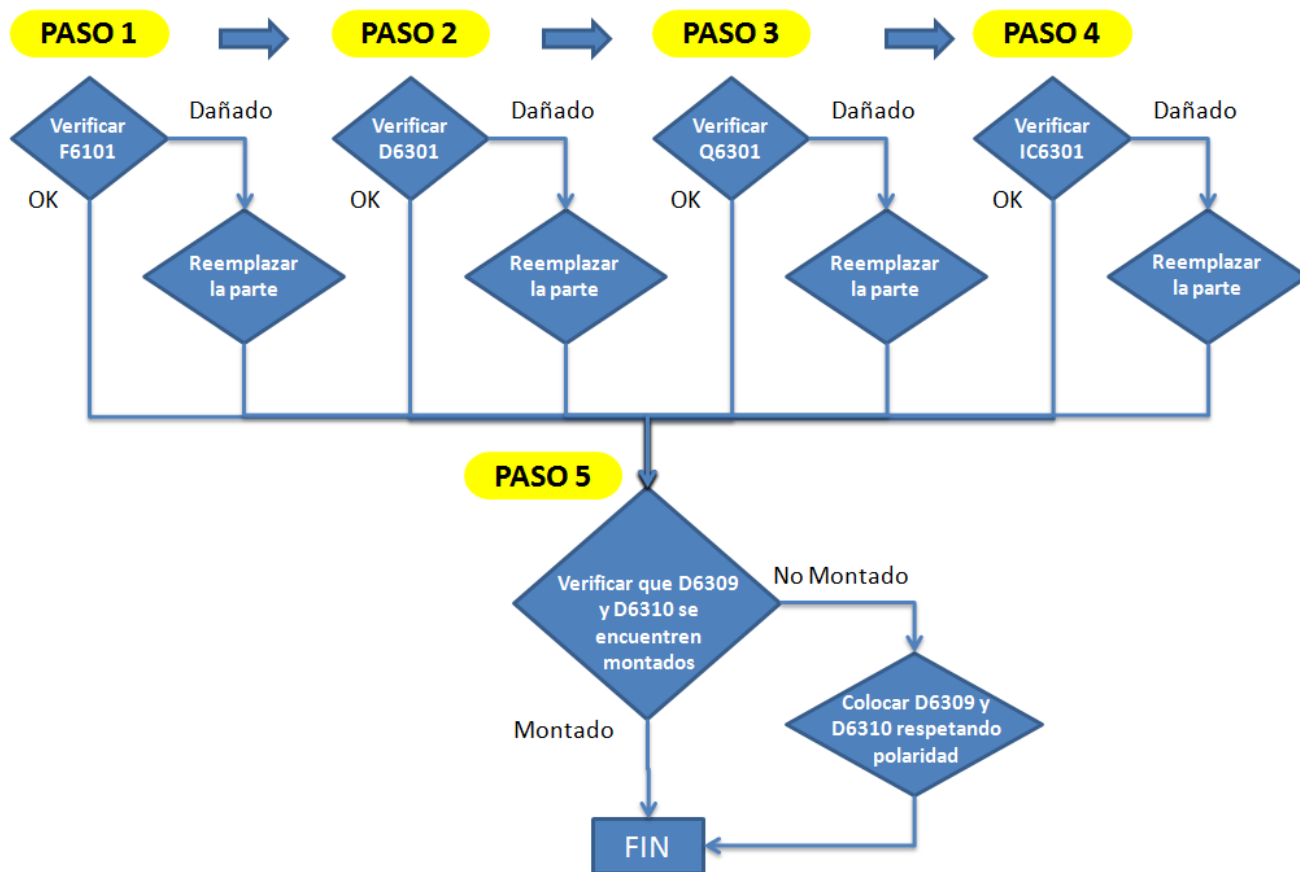 PASO 1
PASO 2
PASO 3
PASO 4
Verificar
F6101
Dañado
OK
Reemplazar
la parte
Verificar
D6301
Dañado
OK
Reemplazar
la parte
Verificar
Q6301
Dañado
OK
Reemplazar
la parte
Verificar
IC6301
Dañado
OK
Reemplazar
la parte
PASO 5
Verificar que D6309
y D6310 se
encuentren
montados
No Montado
Montado
Colocar D6309 y
D6310 respetando
polaridad
FIN